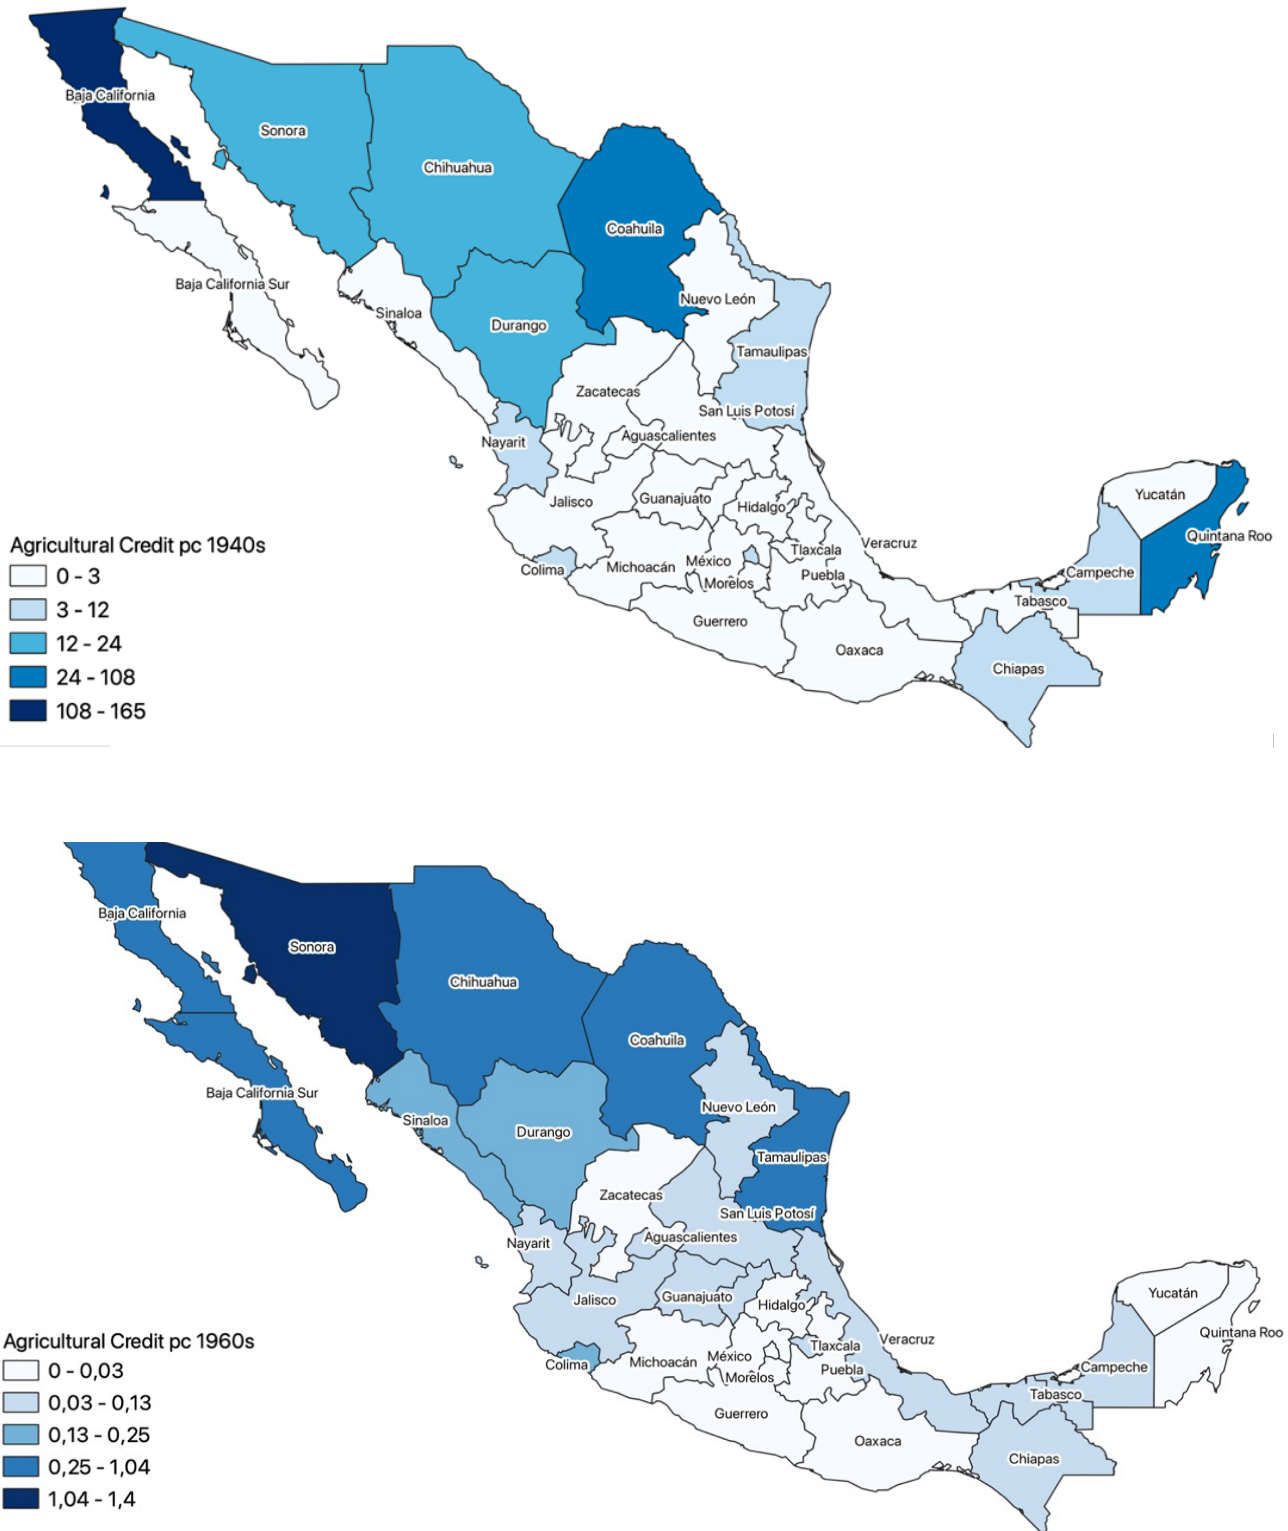 Baja California
Sonora
Chihuahua
Coahuila
Baja California Sur
Nuevo León
Sinaloa
Durango
Tamaulipas
Zacatecas
San Luis Potosí
Aguascalientes
Nayarit
Yucatán
Jalisco
Guanajuato
Hidalgo
Quintana Roo
Agricultural Credit pc 1940s
Veracruz
Tlaxcala
México
Michoacán
Colima
Campeche
Puebla
0 - 3
Morelos
Tabasco
3 - 12
Guerrero
12 - 24
Oaxaca
Chiapas
24 - 108
108 - 165
Baja California
Sonora
Chihuahua
Coahuila
Baja California Sur
Nuevo León
Sinaloa
Durango
Tamaulipas
Zacatecas
San Luis Potosí
Aguascalientes
Nayarit
Yucatán
Jalisco
Guanajuato
Hidalgo
Quintana Roo
Agricultural Credit pc 1960s
Veracruz
Tlaxcala
México
Michoacán
Colima
Campeche
Puebla
0 - 0,03
Morelos
Tabasco
0,03 - 0,13
Guerrero
0,13 - 0,25
Oaxaca
Chiapas
0,25 - 1,04
1,04 - 1,4